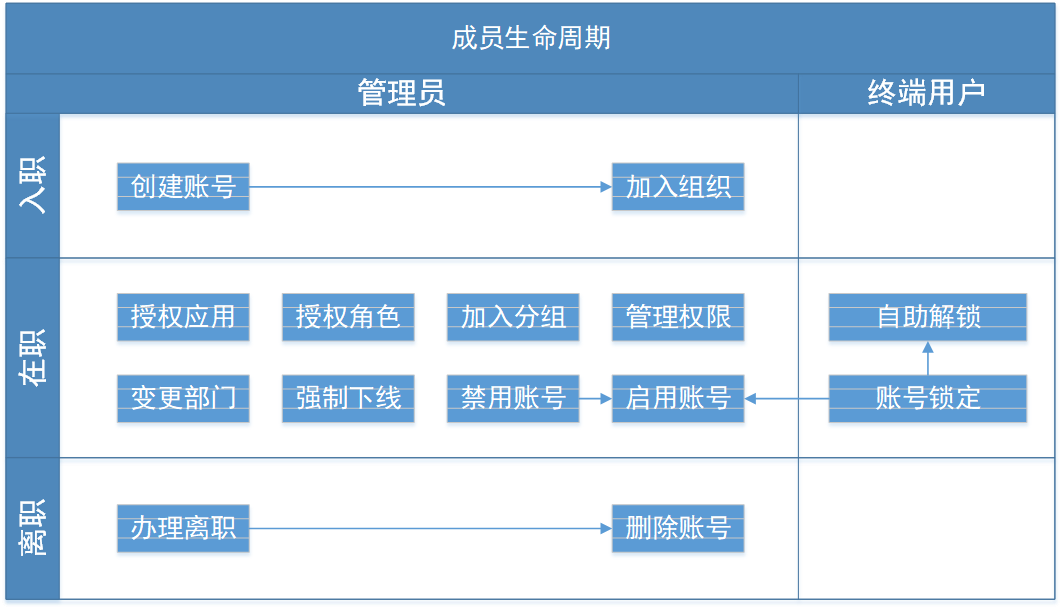 成员生命周期
管理员
终端用户
入职
创建账号
加入组织
在职
授权应用
授权角色
加入分组
管理权限
自助解锁
变更部门
强制下线
禁用账号
启用账号
账号锁定
离职
办理离职
删除账号